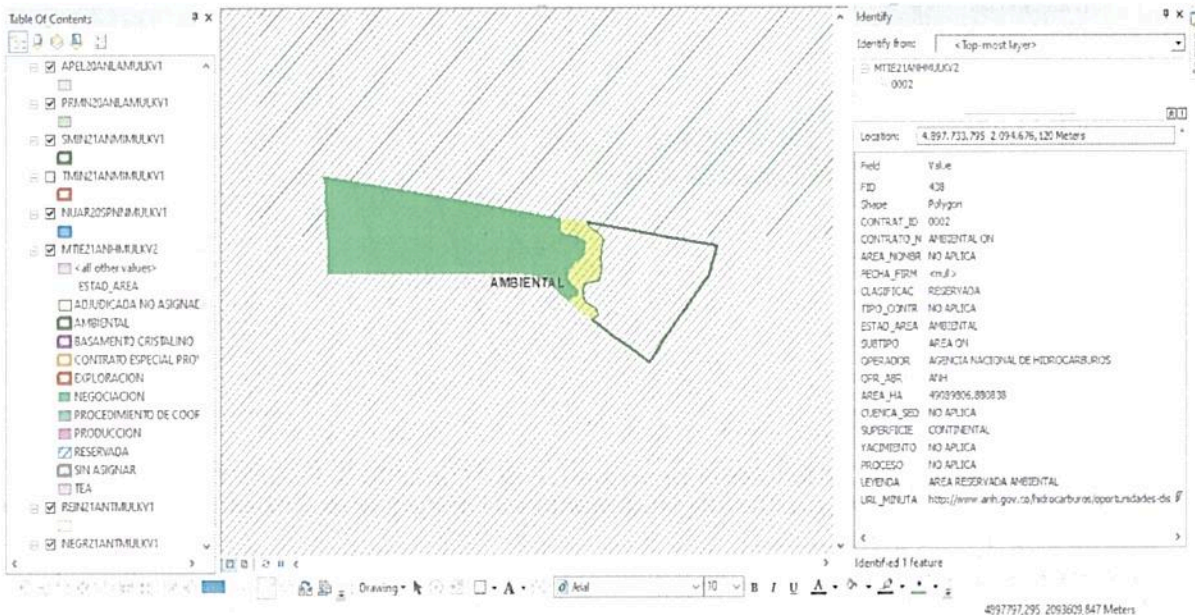 Table Of Contents
APEL20ANLAMULKV1
PRMN20ANLAMULKV1
SMIN21ANMIMULKV1
TMIN21ANMIMULKV1
NUAR20SPNNMULKV1
MTIE21ANHMULKV2
<all other values>
ESTAD_AREA
ADJUDICADA NO ASIGNAD
AMBIENTAL
BASAMENTO CRISTALINO
CONTRATO ESPECIAL PRO
EXPLORACION
NEGOCIACION
PROCEDIMIENTO DE COOF
PRODUCCION
RESERVADA
SIN ASIGNAR
TEA
REIN21ANTMULKY1
NEGR21ANTMULKV1
AMBIENTAL
Drawing
Arial
10
B I U A
Identify
Identify from: <Top-most layer>
MTIE21ANHMULKV2
0002
Location: 4.897.733,795 2.094.676,120 Meters
Field Value
FID 438
Shape Polygon
CONTRAT_ID 0002
CONTRATO_N AMBIENTAL ON
AREA_NOMBR NO APLICA
FECHA_FIRM <null>
CLASIFICAC RESERVADA
TIPO_CONTR NO APLICA
ESTAD_AREA AMBIENTAL
SUBTIPO AREA ON
OPERADOR AGENCIA NACIONAL DE HIDROCARBUROS
OPR_ABR ANH
AREA_HA 49089806,880838
CUENCA_SED NO APLICA
SUPERFICIE CONTINENTAL
YACIMIENTO NO APLICA
PROCESO NO APLICA
LEYENDA AREA RESERVADA AMBIENTAL
URL_MINUTA http://www.anh.gov.co/hidrocarburos/oportunidades-dis
Identified 1 feature
4897797,295 2093609,847 Meters